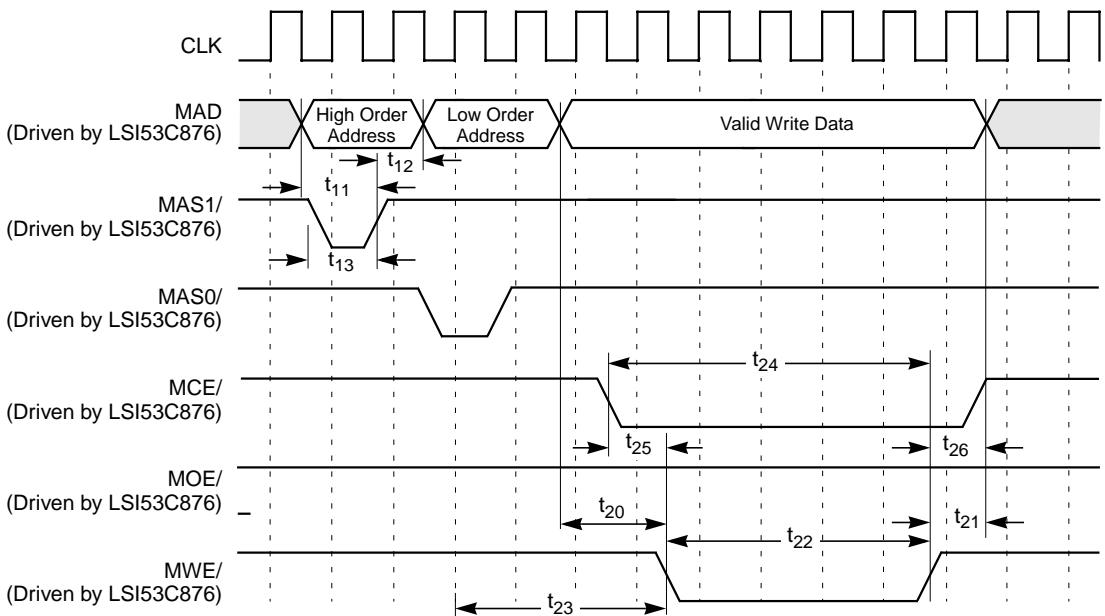 CLK
MAD
(Driven by LSI53C876)
High Order
Address
Low Order
Address
Valid Write Data
t12
t11
MAS1/
(Driven by LSI53C876)
t13
MAS0/
(Driven by LSI53C876)
t24
MCE/
(Driven by LSI53C876)
t25
t26
MOE/
(Driven by LSI53C876)
t20
t21
t22
MWE/
(Driven by LSI53C876)
t23